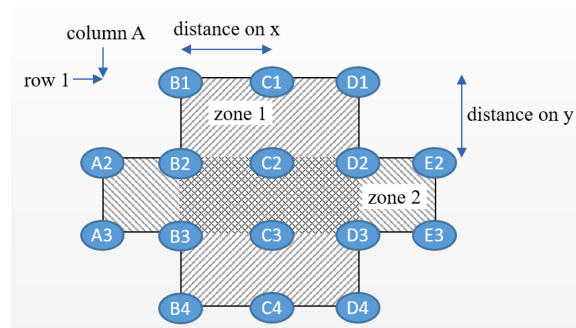 column A
distance on x
row 1
B1 C1 D1
zone 1
distance on y
A2 B2 C2 D2 E2
zone 2
A3 B3 C3 D3 E3
B4 C4 D4